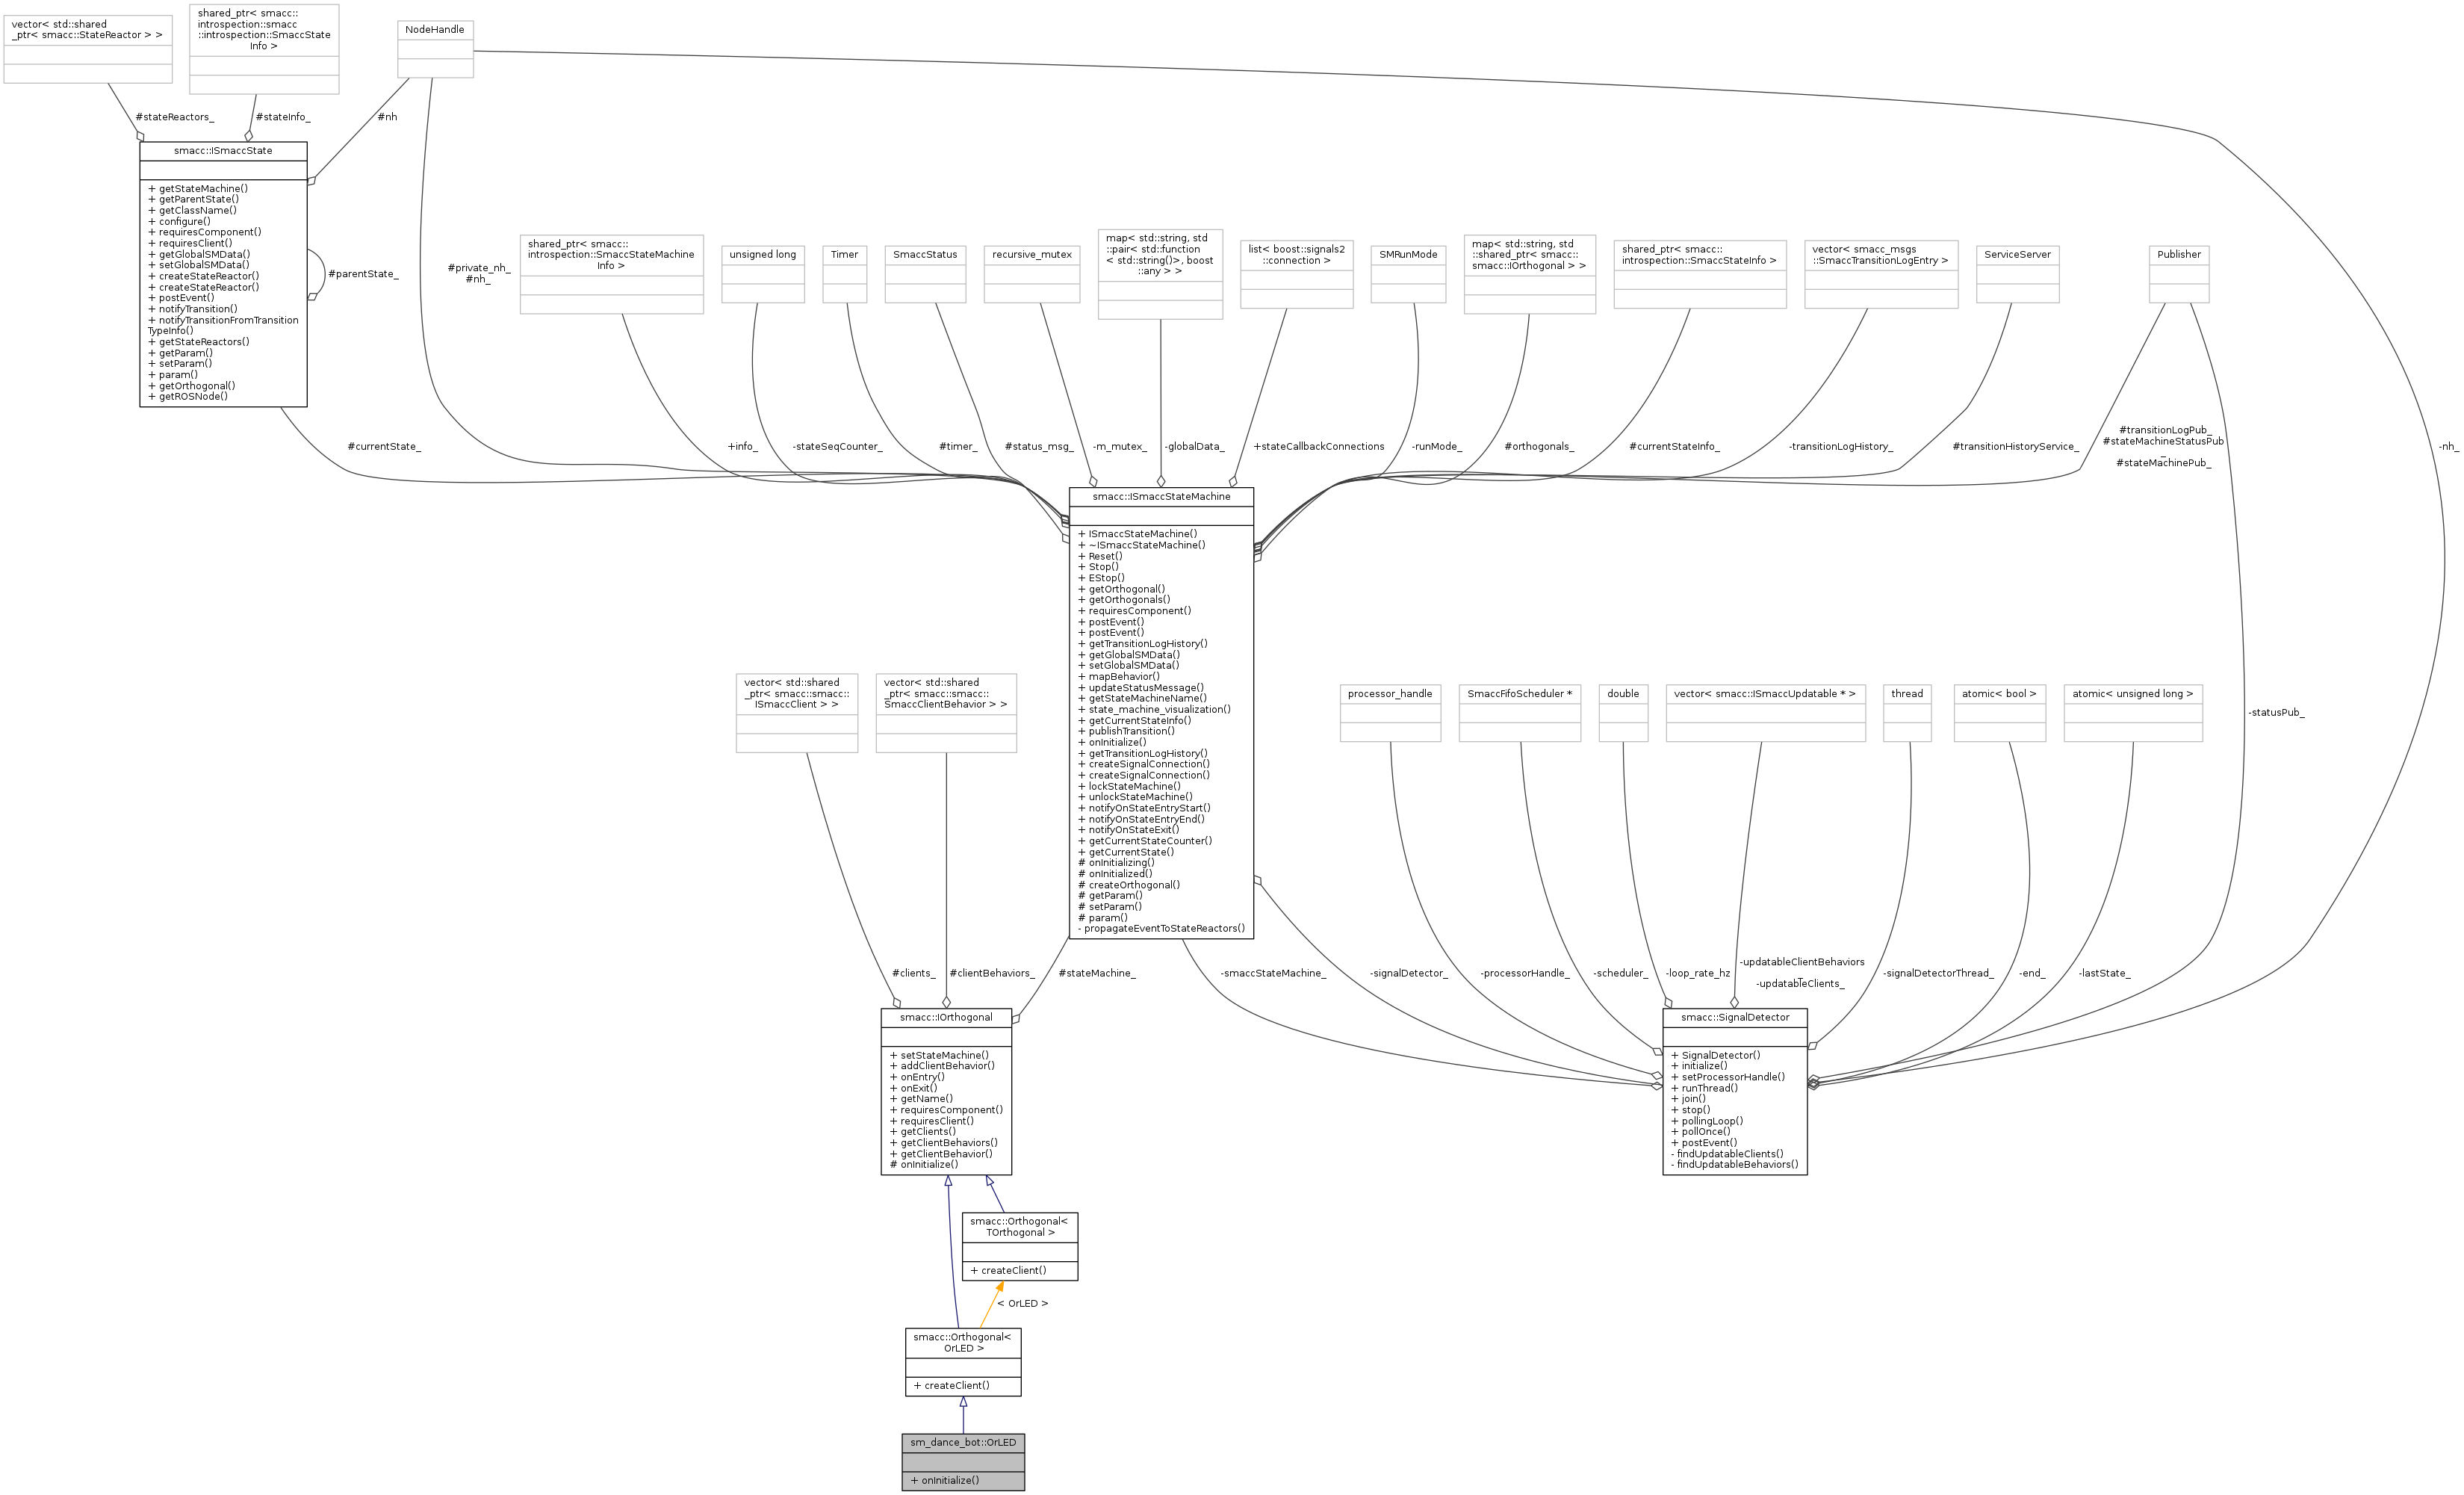 vector< std::shared
_ptr< smacc::StateReactor > >
shared_ptr< smacc::
introspection::smacc
::introspection::SmaccState
Info >
NodeHandle
#stateReactors_
#stateInfo_
#nh
smacc::ISmaccState
+ getStateMachine()
+ getParentState()
+ getClassName()
+ configure()
+ requiresComponent()
+ requiresClient()
+ getGlobalSMData()
+ setGlobalSMData()
+ createStateReactor()
+ createStateReactor()
+ postEvent()
+ notifyTransition()
+ notifyTransitionFromTransition
TypeInfo()
+ getStateReactors()
+ getParam()
+ setParam()
+ param()
+ getOrthogonal()
+ getROSNode()
#parentState_
#private_nh_
#nh_
shared_ptr< smacc::
introspection::SmaccStateMachine
Info >
unsigned long
Timer
SmaccStatus
recursive_mutex
map< std::string, std
::pair< std::function
< std::string()>, boost
::any > >
list< boost::signals2
::connection >
SMRunMode
map< std::string, std
::shared_ptr< smacc::
smacc::IOrthogonal > >
shared_ptr< smacc::
introspection::SmaccStateInfo >
vector< smacc_msgs
::SmaccTransitionLogEntry >
ServiceServer
Publisher
#currentState_
+info_
-stateSeqCounter_
#timer_
#status_msg_
-m_mutex_
-globalData_
+stateCallbackConnections
-runMode_
#orthogonals_
#currentStateInfo_
-transitionLogHistory_
#transitionHistoryService_
#transitionLogPub_
#stateMachineStatusPub
_
#stateMachinePub_
-nh_
smacc::ISmaccStateMachine
+ ISmaccStateMachine()
+ ~ISmaccStateMachine()
+ Reset()
+ Stop()
+ EStop()
+ getOrthogonal()
+ getOrthogonals()
+ requiresComponent()
+ postEvent()
+ postEvent()
+ getTransitionLogHistory()
+ getGlobalSMData()
+ setGlobalSMData()
+ mapBehavior()
+ updateStatusMessage()
+ getStateMachineName()
+ state_machine_visualization()
+ getCurrentStateInfo()
+ publishTransition()
+ onInitialize()
+ getTransitionLogHistory()
+ createSignalConnection()
+ createSignalConnection()
+ lockStateMachine()
+ unlockStateMachine()
+ notifyOnStateEntryStart()
+ notifyOnStateEntryEnd()
+ notifyOnStateExit()
+ getCurrentStateCounter()
+ getCurrentState()
# onInitializing()
# onInitialized()
# createOrthogonal()
# getParam()
# setParam()
# param()
- propagateEventToStateReactors()
vector< std::shared
_ptr< smacc::smacc::
ISmaccClient > >
vector< std::shared
_ptr< smacc::smacc::
SmaccClientBehavior > >
processor_handle
SmaccFifoScheduler *
double
vector< smacc::ISmaccUpdatable * >
thread
atomic< bool >
atomic< unsigned long >
-statusPub_
#clients_
#clientBehaviors_
#stateMachine_
-smaccStateMachine_
-signalDetector_
-processorHandle_
-scheduler_
-loop_rate_hz
-updatableClientBehaviors
_
-updatableClients_
-signalDetectorThread_
-end_
-lastState_
smacc::IOrthogonal
+ setStateMachine()
+ addClientBehavior()
+ onEntry()
+ onExit()
+ getName()
+ requiresComponent()
+ requiresClient()
+ getClients()
+ getClientBehaviors()
+ getClientBehavior()
# onInitialize()
smacc::SignalDetector
+ SignalDetector()
+ initialize()
+ setProcessorHandle()
+ runThread()
+ join()
+ stop()
+ pollingLoop()
+ pollOnce()
+ postEvent()
- findUpdatableClients()
- findUpdatableBehaviors()
smacc::Orthogonal<
TOrthogonal >
+ createClient()
< OrLED >
smacc::Orthogonal<
OrLED >
+ createClient()
sm_dance_bot::OrLED
+ onInitialize()